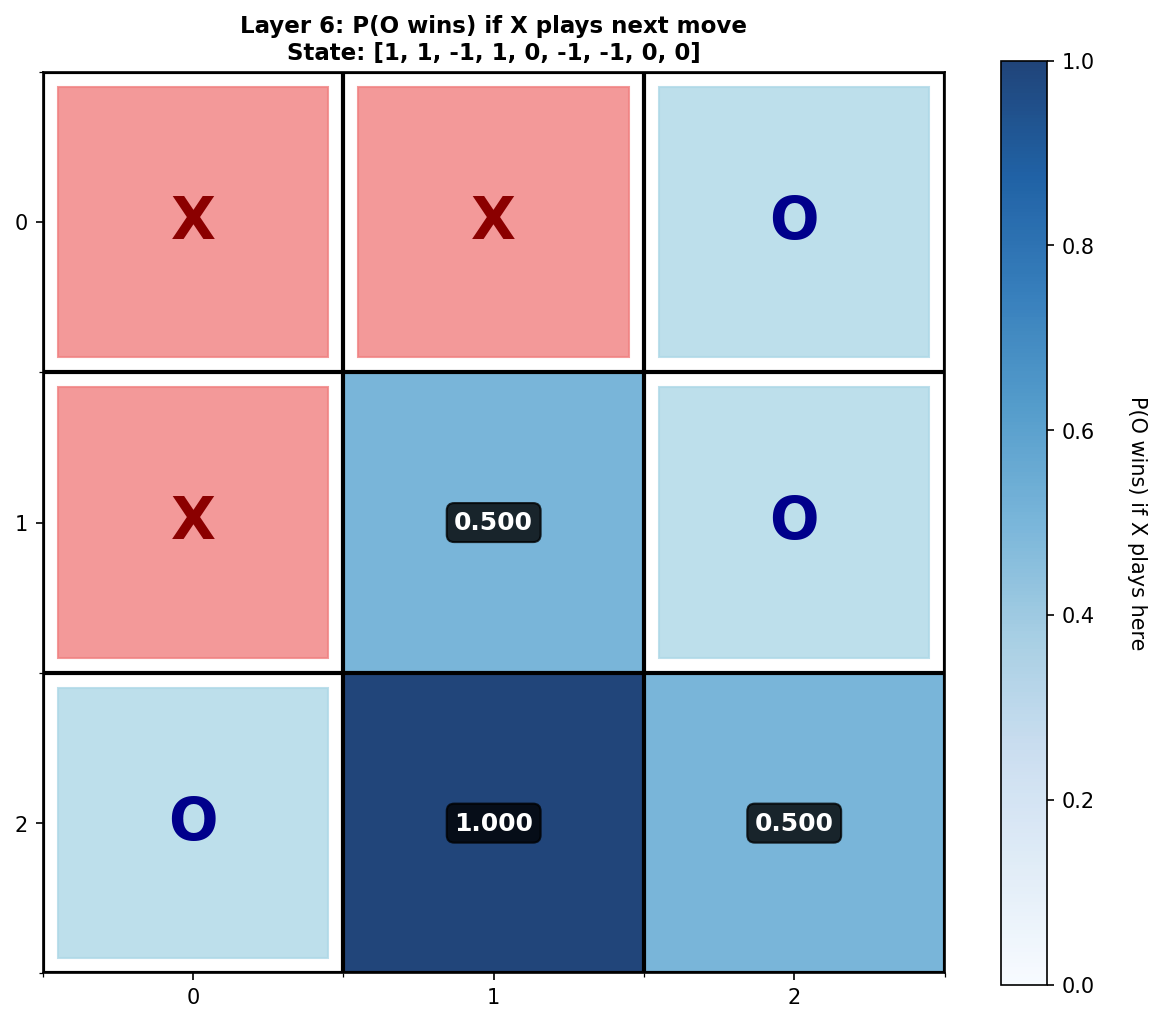 Layer 6: P(O wins) if X plays next move
State: [1, 1, -1, 1, 0, -1, -1, 0, 0]
0
X
X
O
1
X
0.500
O
2
O
1.000
0.500
0
1
2
1.0
0.8
0.6
0.4
0.2
0.0
P(O wins) if X plays here